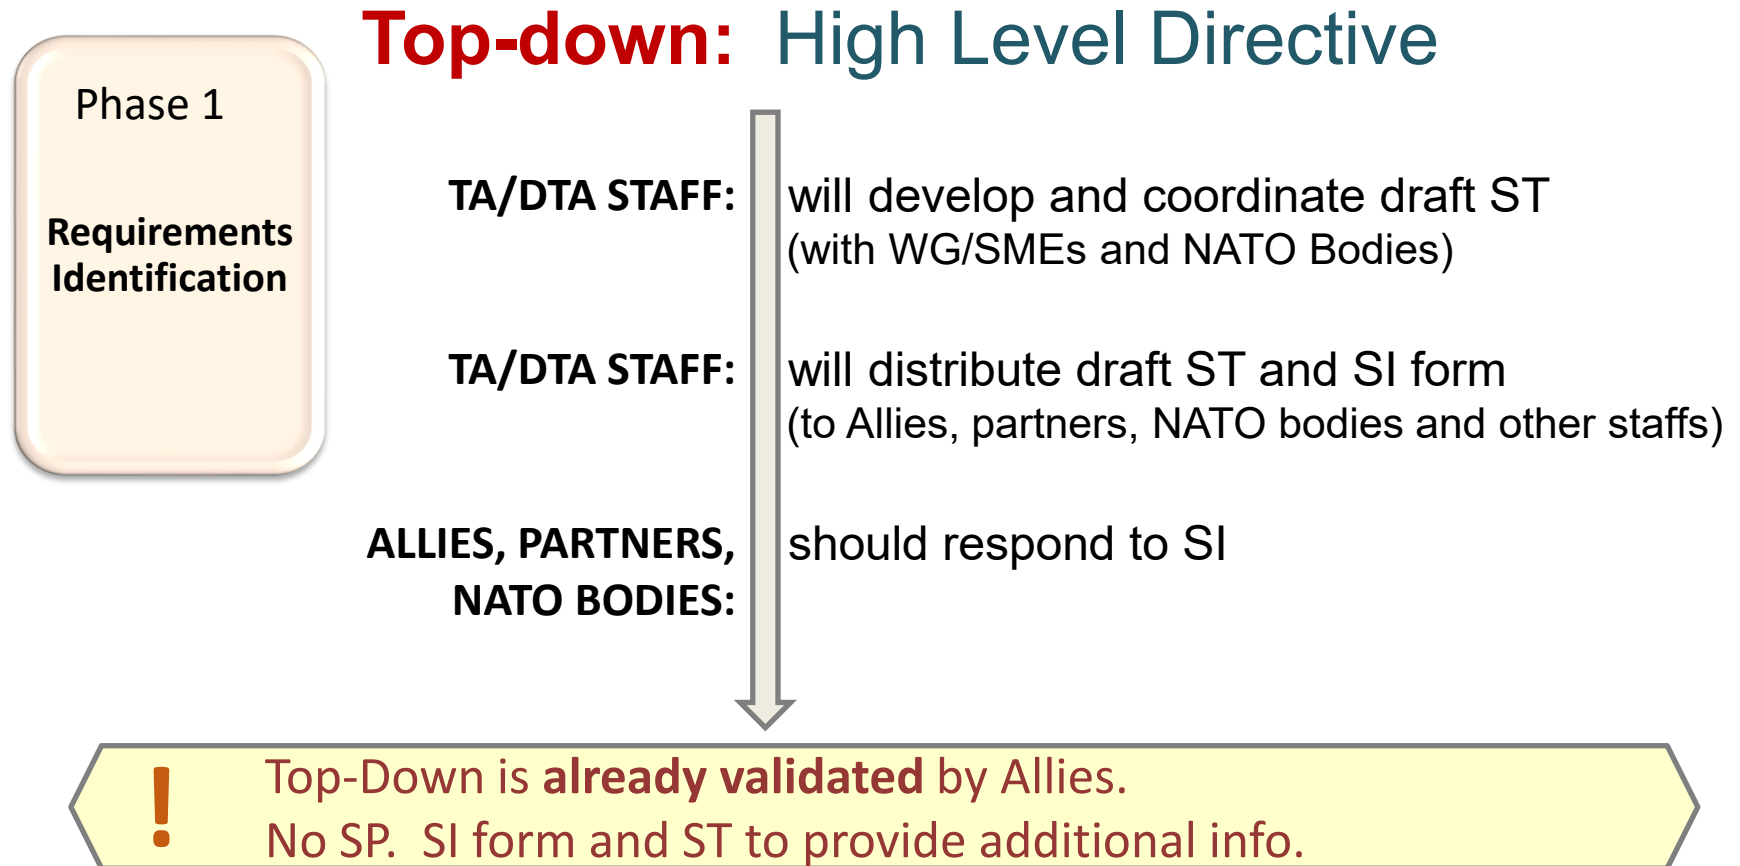 Top-down: High Level Directive
Phase 1
Requirements
Identification
TA/DTA STAFF: will develop and coordinate draft ST
(with WG/SMEs and NATO Bodies)
TA/DTA STAFF: will distribute draft ST and SI form
(to Allies, partners, NATO bodies and other staffs)
ALLIES, PARTNERS, should respond to SI
NATO BODIES:
! Top-Down is already validated by Allies.
No SP. SI form and ST to provide additional info.